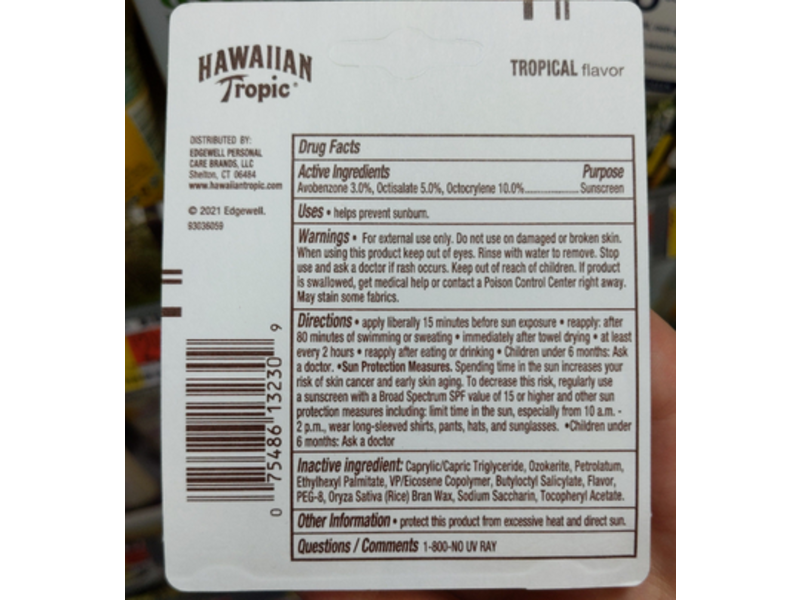 HAWAIIAN
Tropic
TROPICAL flavor
DISTRIBUTED BY:
EDGEWELL PERSONAL
CARE BRANDS, LLC
Shelton, CT 06484
www.hawaiiantropic.com
© 2021 Edgewell.
93036059
Drug Facts
Active Ingredients Purpose
Avobenzone 3.0%, Octisalate 5.0%, Octocrylene 10.0%......................Sunscreen
Uses • helps prevent sunburn.
Warnings • For external use only. Do not use on damaged or broken skin.
When using this product keep out of eyes. Rinse with water to remove. Stop
use and ask a doctor if rash occurs. Keep out of reach of children. If product
is swallowed, get medical help or contact a Poison Control Center right away.
May stain some fabrics.
Directions • apply liberally 15 minutes before sun exposure • reapply: after
80 minutes of swimming or sweating • immediately after towel drying • at least
every 2 hours • reapply after eating or drinking • Children under 6 months: Ask
a doctor. •Sun Protection Measures. Spending time in the sun increases your
risk of skin cancer and early skin aging. To decrease this risk, regularly use
a sunscreen with a Broad Spectrum SPF value of 15 or higher and other sun
protection measures including: limit time in the sun, especially from 10 a.m. -
2 p.m., wear long-sleeved shirts, pants, hats, and sunglasses. •Children under
6 months: Ask a doctor
Inactive ingredient: Caprylic/Capric Triglyceride, Ozokerite, Petrolatum,
Ethylhexyl Palmitate, VP/Eicosene Copolymer, Butyloctyl Salicylate, Flavor,
PEG-8, Oryza Sativa (Rice) Bran Wax, Sodium Saccharin, Tocopheryl Acetate.
Other Information • protect this product from excessive heat and direct sun.
Questions / Comments 1-800-NO UV RAY
0 75486 13230 9